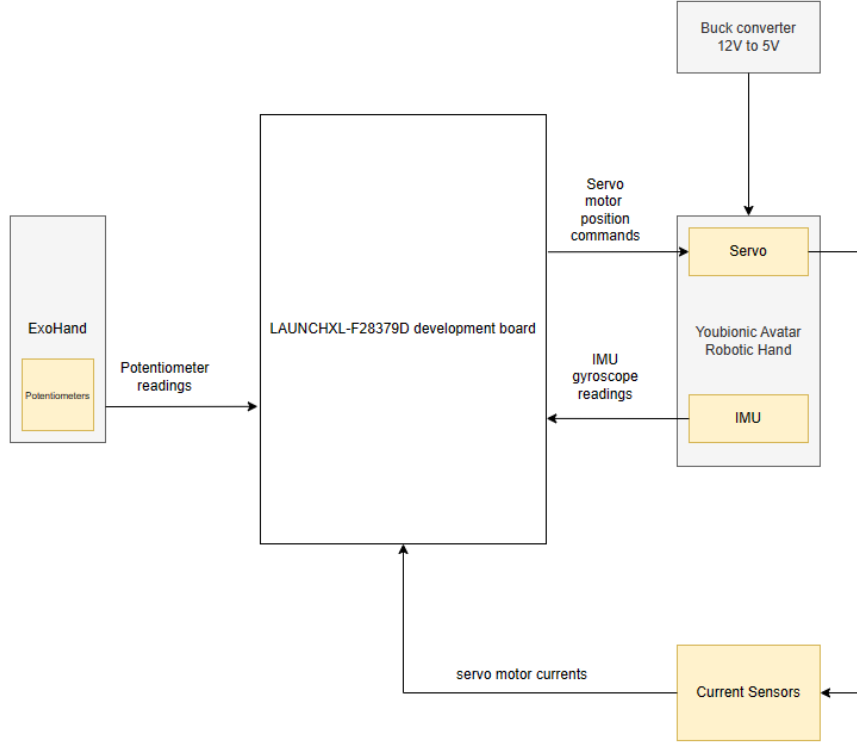 Buck converter
12V to 5V
Servo
motor
position
commands
Servo
ExoHand
LAUNCHXL-F28379D development board
Youbionic Avatar
Robotic Hand
Potentiometer
readings
IMU
gyroscope
readings
Potentiometers
IMU
servo motor currents
Current Sensors